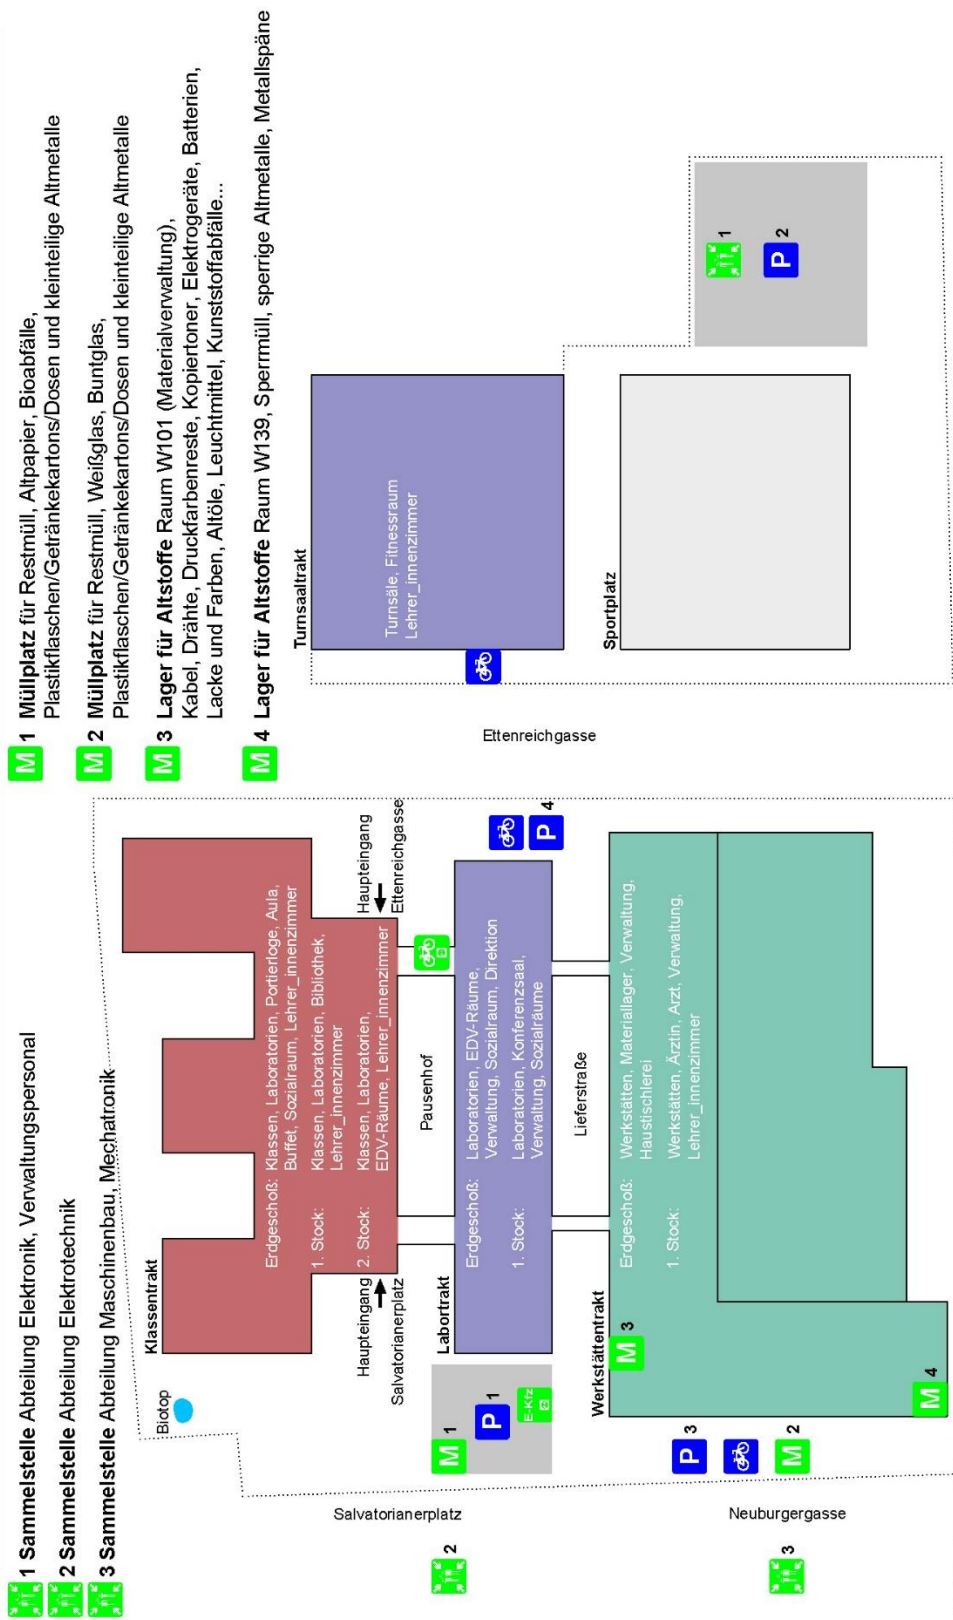 1 Sammelstelle Abteilung Elektronik, Verwaltungspersonal
2 Sammelstelle Abteilung Elektrotechnik
3 Sammelstelle Abteilung Maschinenbau, Mechatronik
M 1 Müllplatz für Restmüll, Altpapier, Bioabfälle,
Plastikflaschen/Getränkekartons/Dosen und kleinteilige Altmetalle
M 2 Müllplatz für Restmüll, Weißglas, Buntglas,
Plastikflaschen/Getränkekartons/Dosen und kleinteilige Altmetalle
M 3 Lager für Altstoffe Raum W101 (Materialverwaltung),
Kabel, Drähte, Druckfarbenreste, Kopiertoner, Elektrogeräte, Batterien,
Lacke und Farben, Altöle, Leuchtmittel, Kunststoffabfälle...
M 4 Lager für Altstoffe Raum W139, Sperrmüll, sperrige Altmetalle, Metallspäne
Biotop
Klassentrakt
Erdgeschoß: Klassen, Laboratorien, Portierloge, Aula,
Buffet, Sozialraum, Lehrer_innenzimmer
1. Stock: Klassen, Laboratorien, Bibliothek,
Lehrer_innenzimmer
2. Stock: Klassen, Laboratorien,
EDV-Räume, Lehrer_innenzimmer
Haupteingang
Salvatorianerplatz
Haupteingang
Ettenreichgasse
Pausenhof
Salvatorianerplatz
2
M 1
P 1
E-Kfz
Labortrakt
Erdgeschoß: Laboratorien, EDV-Räume,
Verwaltung, Sozialraum, Direktion
1. Stock: Laboratorien, Konferenzsaal,
Verwaltung, Sozialräume
P 4
Lieferstraße
Werkstättentrakt
M 3
Erdgeschoß: Werkstätten, Materiallager, Verwaltung,
Haustischlerei
1. Stock: Werkstätten, Ärztin, Arzt, Verwaltung,
Lehrer_innenzimmer
P 3
M 2
M 4
Neuburgergasse
3
Ettenreichgasse
Turnsaaltrakt
Turnsäle, Fitnessraum
Lehrer_innenzimmer
Sportplatz
1
P 2